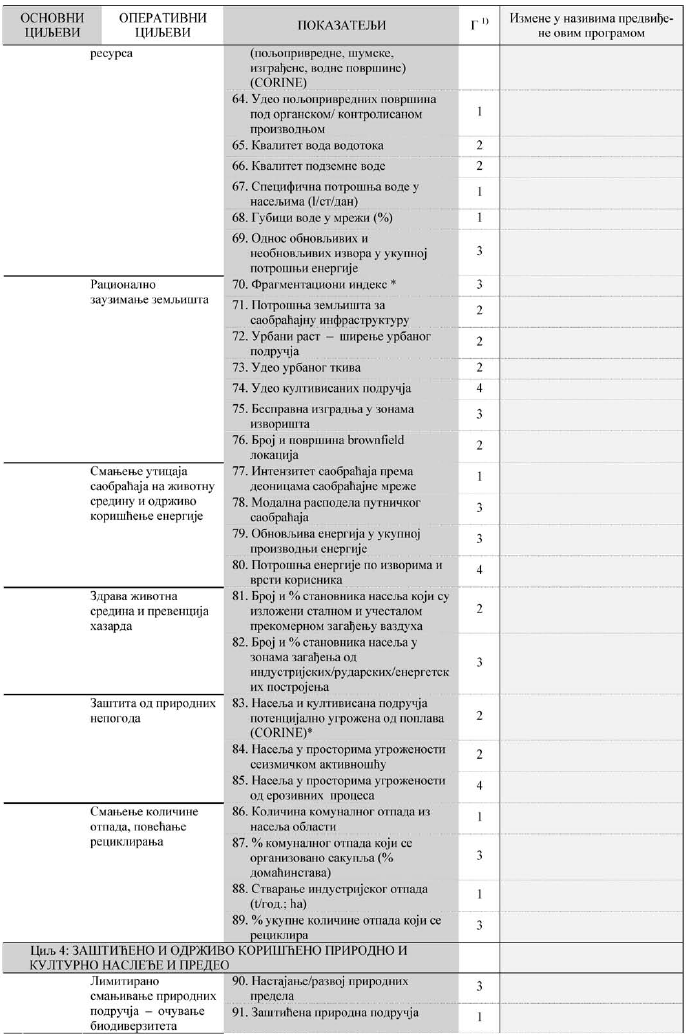 ОСНОВНИ ЦИЉЕВИ
ОПЕРАТИВНИ ЦИЉЕВИ
ПОКАЗАТЕЉИ
Г 1)
Измене у називима предвиђе-
не овим програмом
ресурса
(пољопривредне, шумске,
изграђене, водне површине)
(CORINE)
64. Удео пољопривредних површина
под органском/ контролисаном
производњом
1
65. Квалитет вода водотока
2
66. Квалитет подземне воде
2
67. Специфична потрошња воде у
насељима (l/ст/дан)
1
68. Губици воде у мрежи (%)
1
69. Однос обновљивих и
необновљивих извора у укупној
потрошњи енергије
3
Рационално
заузимање земљишта
70. Фрагментациони индекс *
3
71. Потрошња земљишта за
саобраћајну инфраструктуру
2
72. Урбани раст – ширење урбаног
подручја
2
73. Удео урбаног ткива
2
74. Удео култивисаних подручја
4
75. Бесправна изградња у зонама
изворишта
3
76. Број и површина brownfield
локација
2
Смањење утицаја
саобраћаја на животну
средину и одрживо
коришћење енергије
77. Интензитет саобраћаја према
деоницама саобраћајне мреже
1
78. Модална расподела путничког
саобраћаја
3
79. Обновљива енергија у укупној
производњи енергије
3
80. Потрошња енергије по изворима и
врсти корисника
4
Здрава животна
средина и превенција
хазарда
81. Број и % становника насеља који су
изложени сталном и учесталом
прекомерном загађењу ваздуха
2
82. Број и % становника насеља у
зонама загађења од
индустријских/рударских/енергетск
их постројења
3
Заштита од природних
непогода
83. Насеља и култивисана подручја
потенцијално угрожена од поплава
(CORINE)*
2
84. Насеља у просторима угрожености
сеизмичком активношћу
2
85. Насеља у просторима угрожености
од ерозивних процеса
4
Смањење количине
отпада, повећање
рециклирања
86. Количина комуналног отпада из
насеља области
1
87. % комуналног отпада који се
организовано сакупља (%
домаћинстава)
3
88. Стварање индустријског отпада
(t/год.; ha)
1
89. % укупне количине отпада који се
рециклира
3
Циљ 4: ЗАШТИЋЕНО И ОДРЖИВО КОРИШЋЕНО ПРИРОДНО И
КУЛТУРНО НАСЛЕЂЕ И ПРЕДЕО
Лимитирано
смањивање природних
подручја – очување
биодиверзитета
90. Настајање/развој природних
предела
3
91. Заштићена природна подручја
1